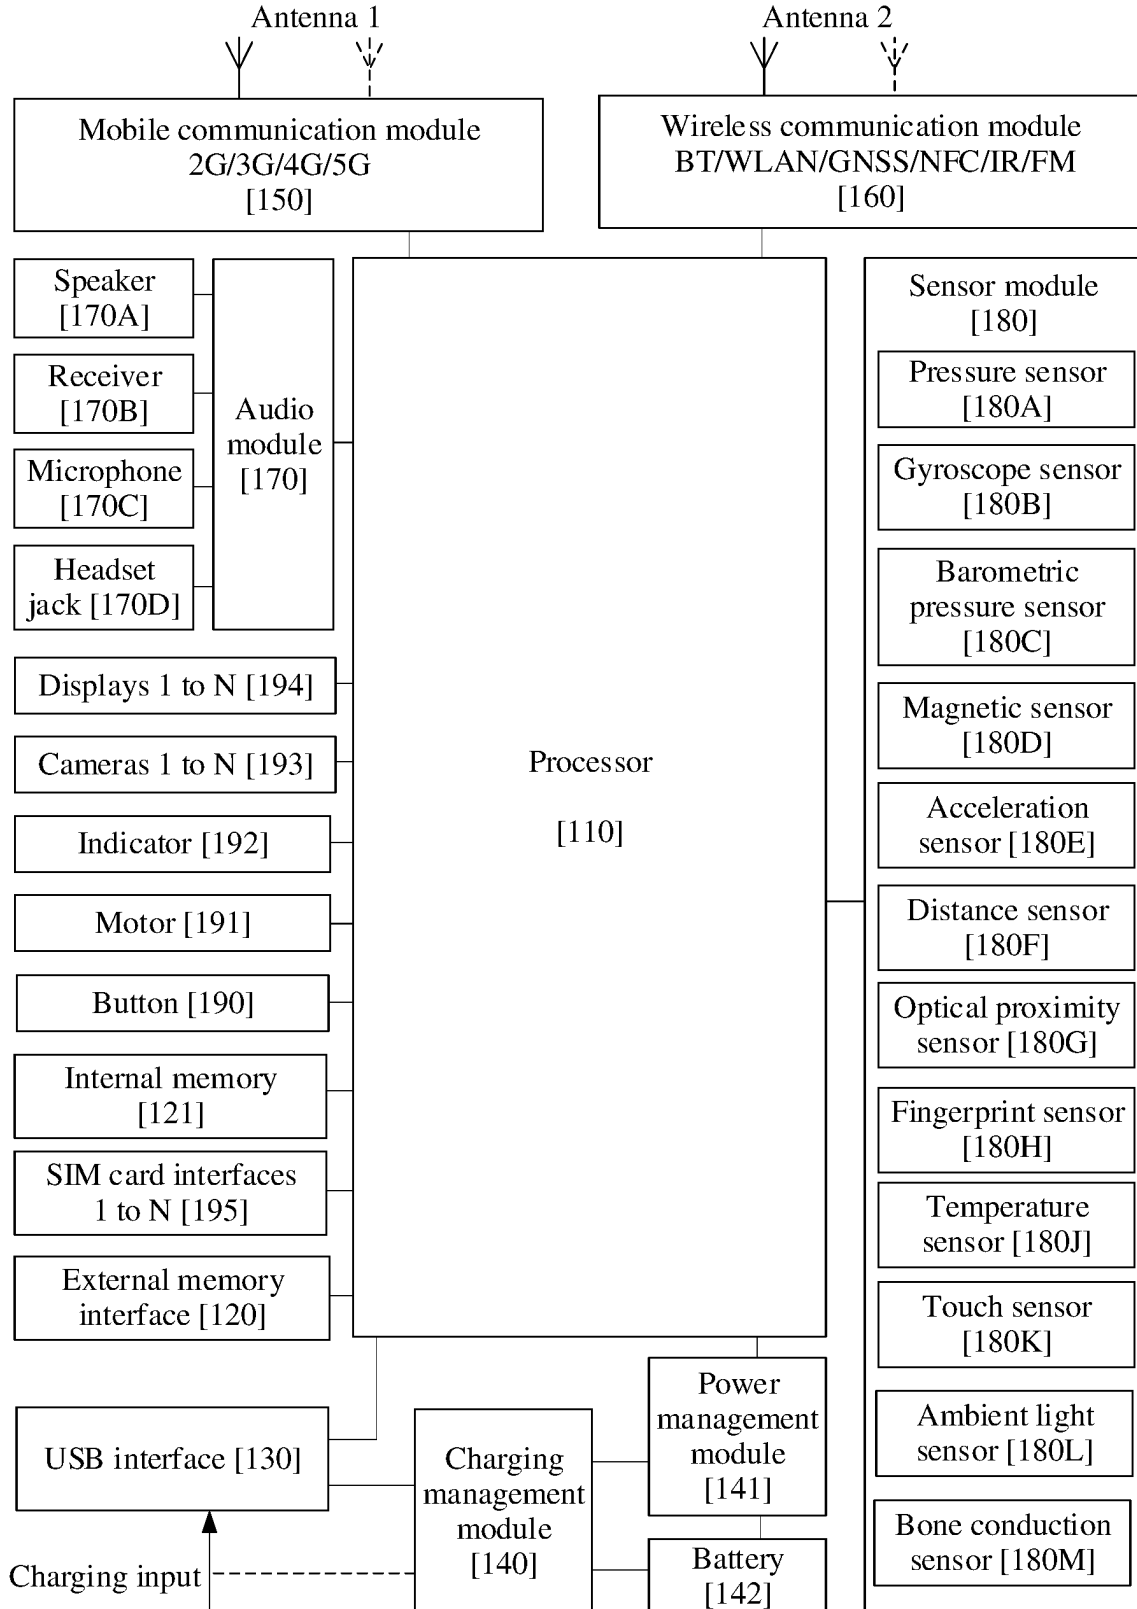 Antenna 1
Antenna 2
Mobile communication module
2G/3G/4G/5G
[150]
Wireless communication module
BT/WLAN/GNSS/NFC/IR/FM
[160]
Speaker
[170A]
Receiver
[170B]
Microphone
[170C]
Headset
jack [170D]
Audio
module
[170]
Displays 1 to N [194]
Cameras 1 to N [193]
Indicator [192]
Motor [191]
Button [190]
Internal memory
[121]
SIM card interfaces
1 to N [195]
External memory
interface [120]
Processor
[110]
Sensor module
[180]
Pressure sensor
[180A]
Gyroscope sensor
[180B]
Barometric
pressure sensor
[180C]
Magnetic sensor
[180D]
Acceleration
sensor [180E]
Distance sensor
[180F]
Optical proximity
sensor [180G]
Fingerprint sensor
[180H]
Temperature
sensor [180J]
Touch sensor
[180K]
Ambient light
sensor [180L]
Bone conduction
sensor [180M]
USB interface [130]
Charging input
Charging
management
module
[140]
Power
management
module
[141]
Battery
[142]